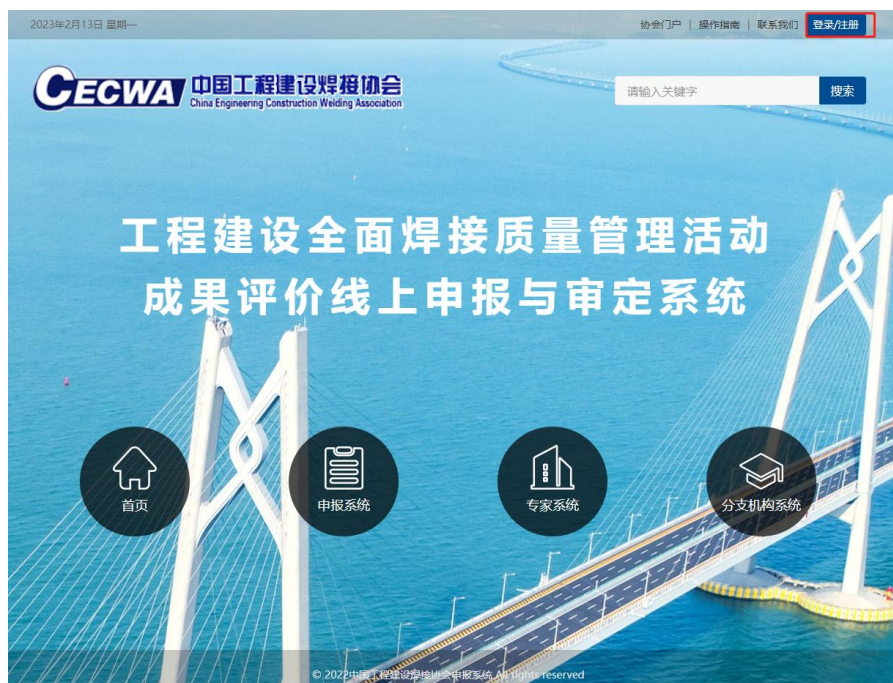 2023年2月13日 星期一
协会门户 | 操作指南 | 联系我们 登录/注册
CECWA 中国工程建设焊接协会
China Engineering Construction Welding Association
请输入关键字 搜索
工程建设全面焊接质量管理活动
成果评价线上申报与审定系统
首页 申报系统 专家系统 分支机构系统
© 2022中国工程建设焊接协会申报系统 All rights reserved